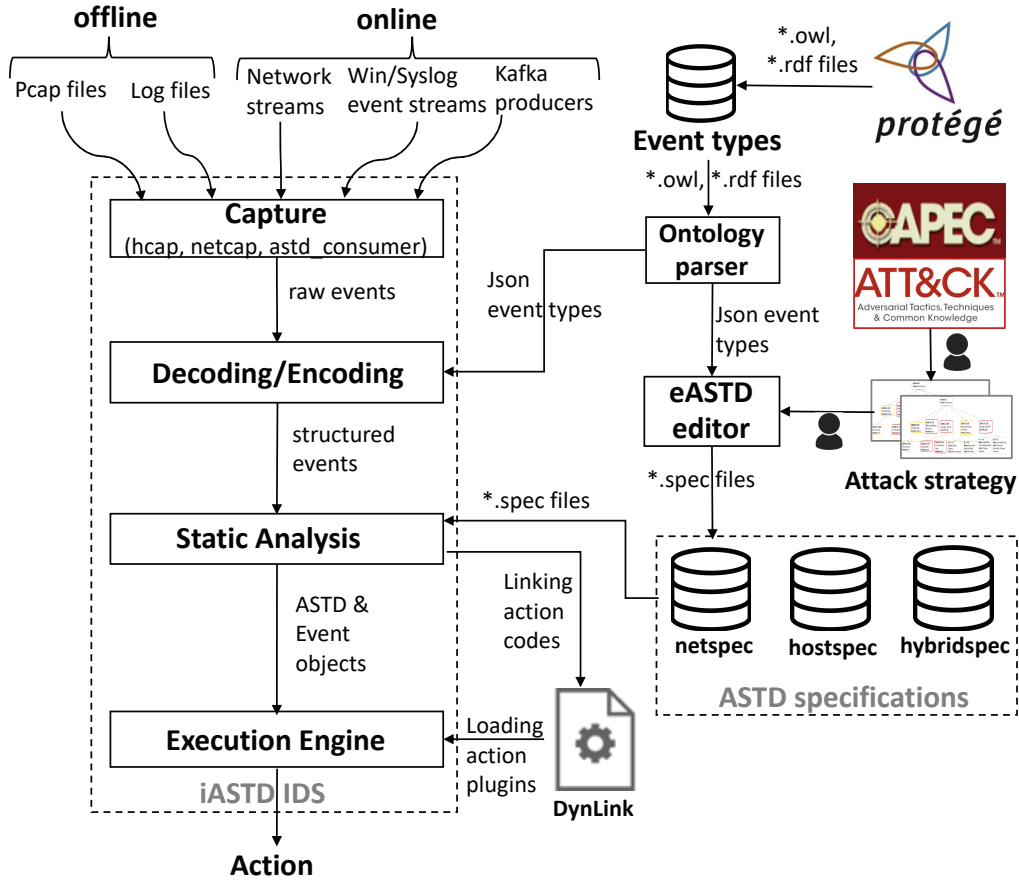 offline
online
Pcap files
Log files
Network
streams
Win/Syslog
event streams
Kafka
producers
*.owl,
*.rdf files
protégé
Event types
*.owl, *.rdf files
Capture
(hcap, netcap, astd_consumer)
Ontology
parser
CAPEC™
ATT&CK™
Adversarial Tactics, Techniques
& Common Knowledge
raw events
Json
event types
Json event
types
Decoding/Encoding
eASTD
editor
structured
events
*.spec files
Attack strategy
*.spec files
Static Analysis
Linking
action
codes
ASTD &
Event
objects
netspec
hostspec
hybridspec
ASTD specifications
Execution Engine
Loading
action
plugins
iASTD IDS
DynLink
Action